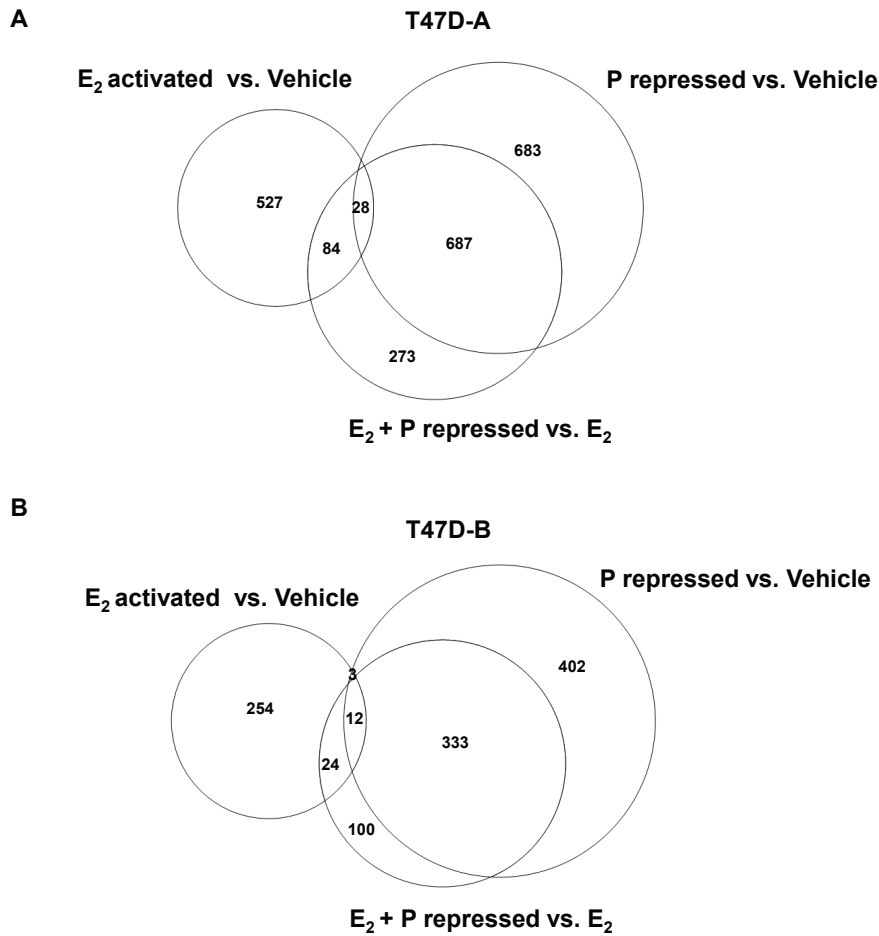 A
T47D-A
E₂ activated vs. Vehicle
P repressed vs. Vehicle
683
527
28
84
687
273
E₂ + P repressed vs. E₂
B
T47D-B
P repressed vs. Vehicle
E₂ activated vs. Vehicle
402
3
254
12
333
24
100
E₂ + P repressed vs. E₂